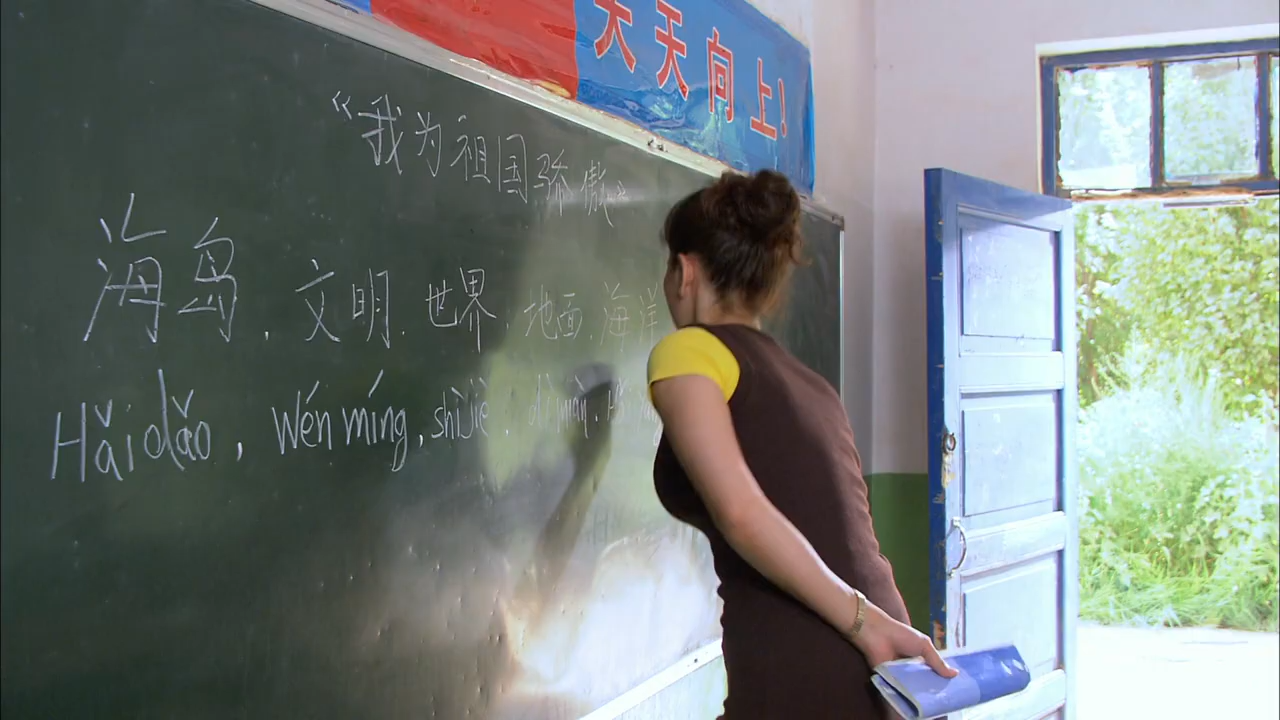 天天向上!
“我为祖国骄傲”
海岛.文明.世界.地面.海洋
Hǎidǎo, Wénmíng, shìjiè, dìmiàn,